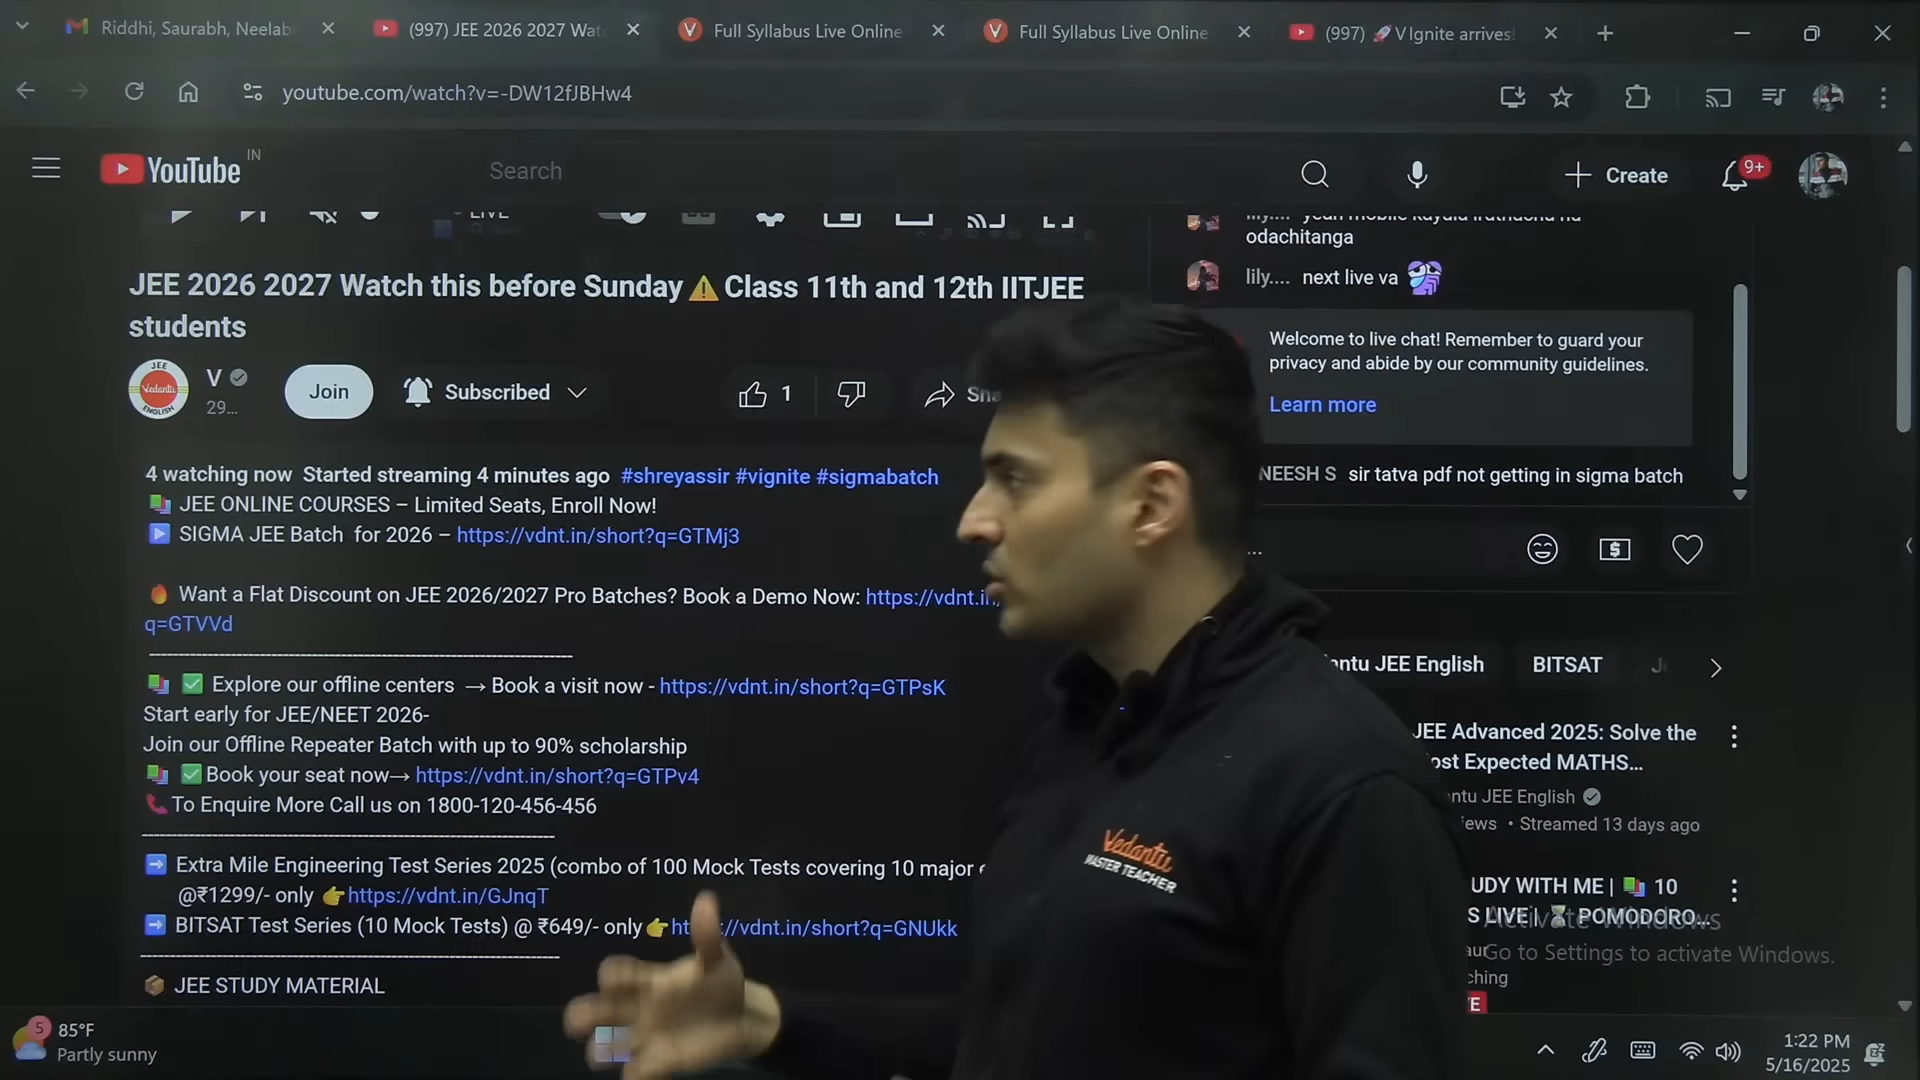 Riddhi, Saurabh, Neelab
(997) JEE 2026 2027 Wat
Full Syllabus Live Online
Full Syllabus Live Online
(997) 🚀 V Ignite arrives!
youtube.com/watch?v=-DW12fJBHw4
YouTube IN
Search
Create
9+
LIVE
odachitanga
lily.... next live va
JEE 2026 2027 Watch this before Sunday ⚠️ Class 11th and 12th IITJEE
students
Welcome to live chat! Remember to guard your
privacy and abide by our community guidelines.
Learn more
JEE
Vedantu
ENGLISH
V
29...
Join
Subscribed
1
NEESH S sir tatva pdf not getting in sigma batch
4 watching now Started streaming 4 minutes ago #shreyassir #vignite #sigmabatch
📚 JEE ONLINE COURSES – Limited Seats, Enroll Now!
▶️ SIGMA JEE Batch for 2026 – https://vdnt.in/short?q=GTMj3
🔥 Want a Flat Discount on JEE 2026/2027 Pro Batches? Book a Demo Now: https://vdnt.in/
q=GTVVd
------------------------------------------------------------
📚 ✅ Explore our offline centers → Book a visit now - https://vdnt.in/short?q=GTPsK
Start early for JEE/NEET 2026-
Join our Offline Repeater Batch with up to 90% scholarship
📚 ✅Book your seat now→ https://vdnt.in/short?q=GTPv4
📞To Enquire More Call us on 1800-120-456-456
------------------------------------------------------------
➡️ Extra Mile Engineering Test Series 2025 (combo of 100 Mock Tests covering 10 major
@₹1299/- only 👉https://vdnt.in/GJnqT
➡️ BITSAT Test Series (10 Mock Tests) @ ₹649/- only👉 vdnt.in/short?q=GNUkk
------------------------------------------------------------
📦 JEE STUDY MATERIAL
antu JEE English
BITSAT
JEE Advanced 2025: Solve the
ost Expected MATHS...
ntu JEE English
iews • Streamed 13 days ago
UDY WITH ME | 📚 10
S LIVE | ⏳ POMODORO...
ching
Activate Windows
Go to Settings to activate Windows.
Vedantu
MASTER TEACHER
5
85°F
Partly sunny
1:22 PM
5/16/2025